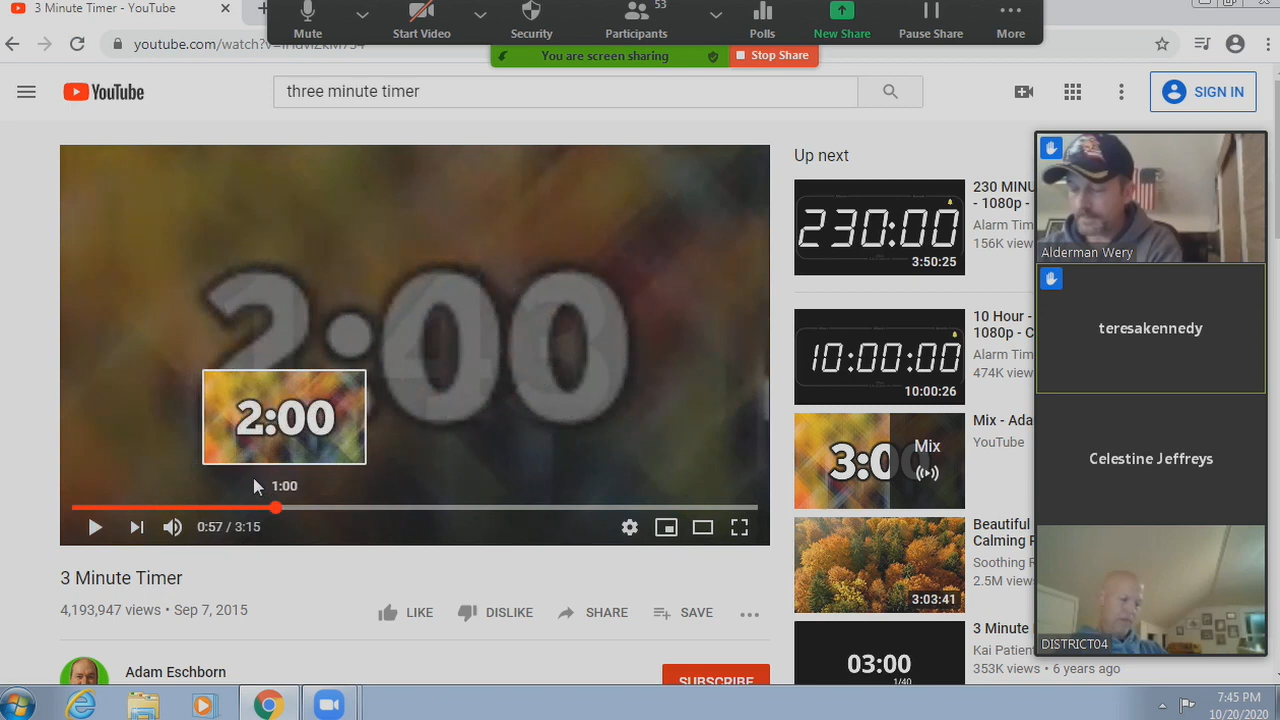 3 Minute Timer - YouTube
53
Mute
Start Video
Security
Participants
Polls
New Share
Pause Share
More
You are screen sharing
Stop Share
youtube.com/watch?v=
YouTube
three minute timer
SIGN IN
2:00
2:00
1:00
0:57 / 3:15
3 Minute Timer
4,193,947 views • Sep 7, 2015
LIKE
DISLIKE
SHARE
SAVE
Adam Eschborn
SUBSCRIBE
Up next
230:00
3:50:25
230 MINU
- 1080p -
Alarm Tim
156K view
10:00:00
10:00:26
10 Hour -
1080p - C
Alarm Tim
474K view
3:0
Mix
Mix - Ada
YouTube
3:03:41
Beautiful
Calming
Soothing
2.5M view
03:00
1/40
3 Minute
Kai Patien
353K views • 6 years ago
Alderman Wery
teresakennedy
Celestine Jeffreys
DISTRICT04
7:45 PM
10/20/2020